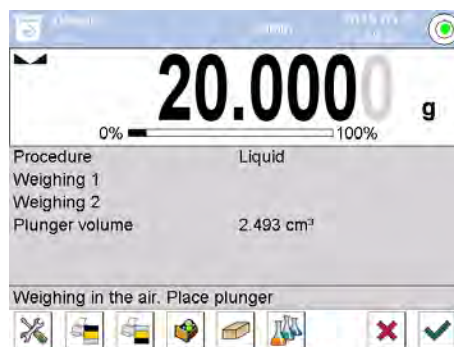 20.0000 g
0% 100%
Procedure Liquid
Weighing 1
Weighing 2
Plunger volume 2.493 cm³
Weighing in the air. Place plunger